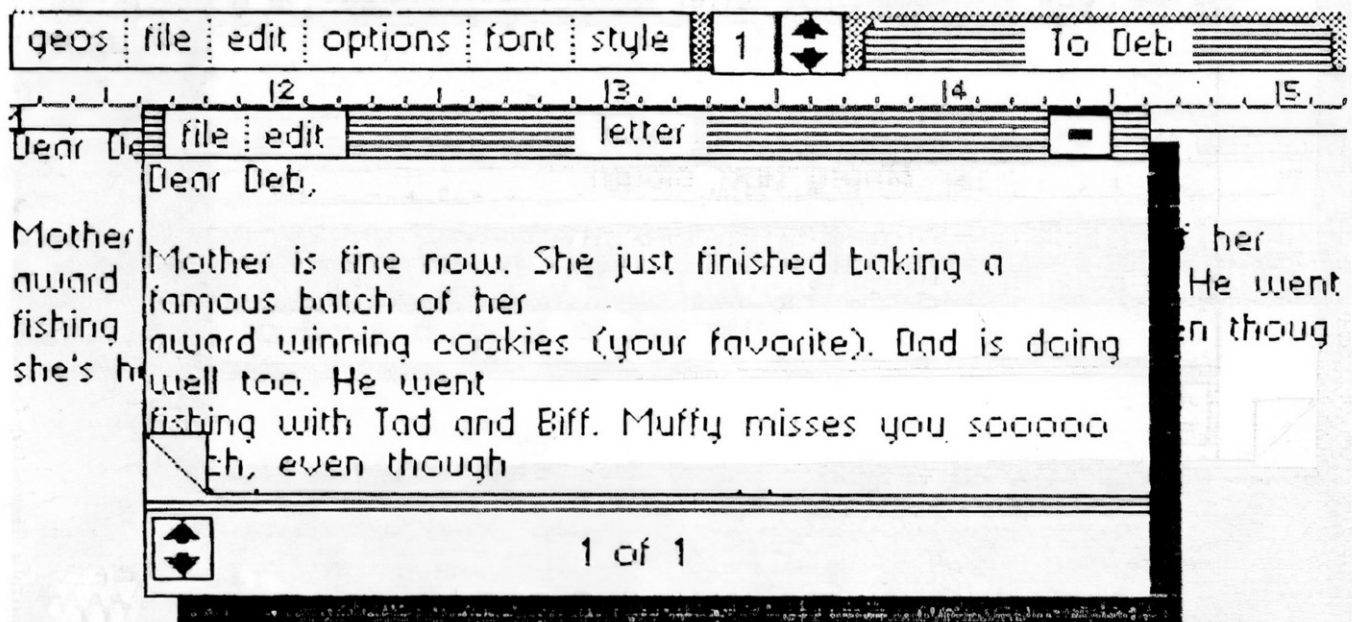 geos file edit options font style 1 To Deb
2 3 4 5
file edit letter
Dear De
Dear Deb,
Mother
award
fishing
she's h
Mother is fine now. She just finished baking a
famous batch of her
award winning cookies (your favorite). Dad is doing
well too. He went
fishing with Tad and Biff. Muffy misses you sooooo
ch, even though
her
He went
en thoug
1 of 1